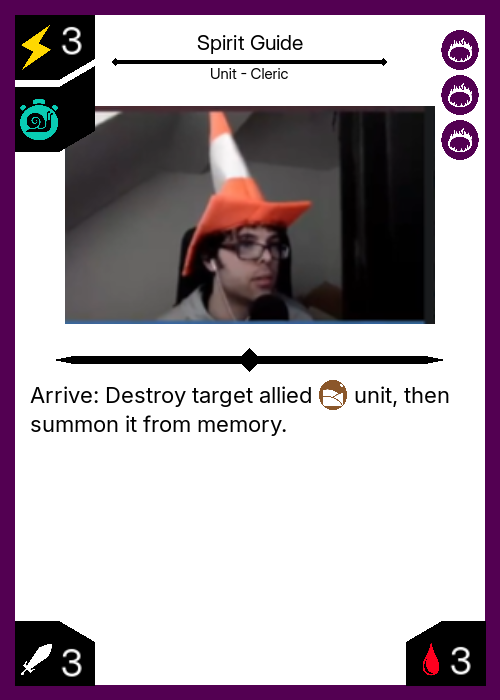 3
Spirit Guide
Unit - Cleric
Arrive: Destroy target allied unit, then
summon it from memory.
3
3